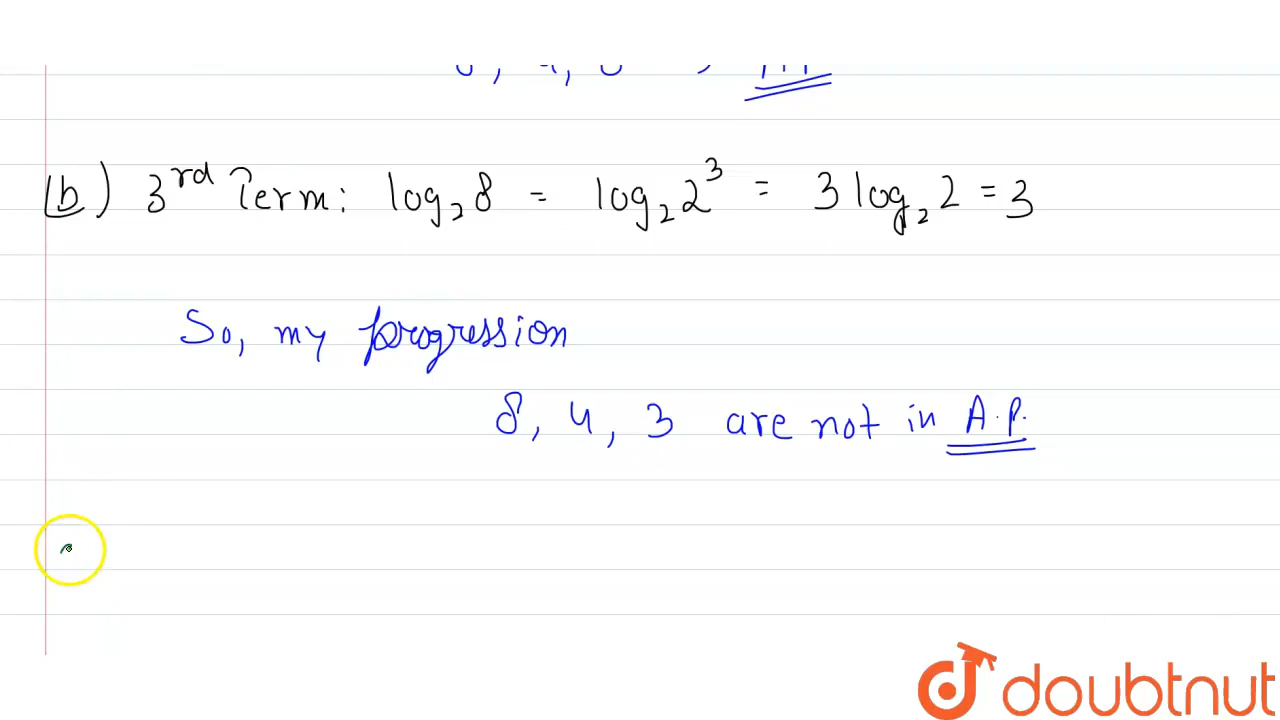 (b) 3rd Term: log₂8 = log₂2³ = 3 log₂2 = 3
So, my progression
8, 4, 3 are not in A.P.
doubtnut